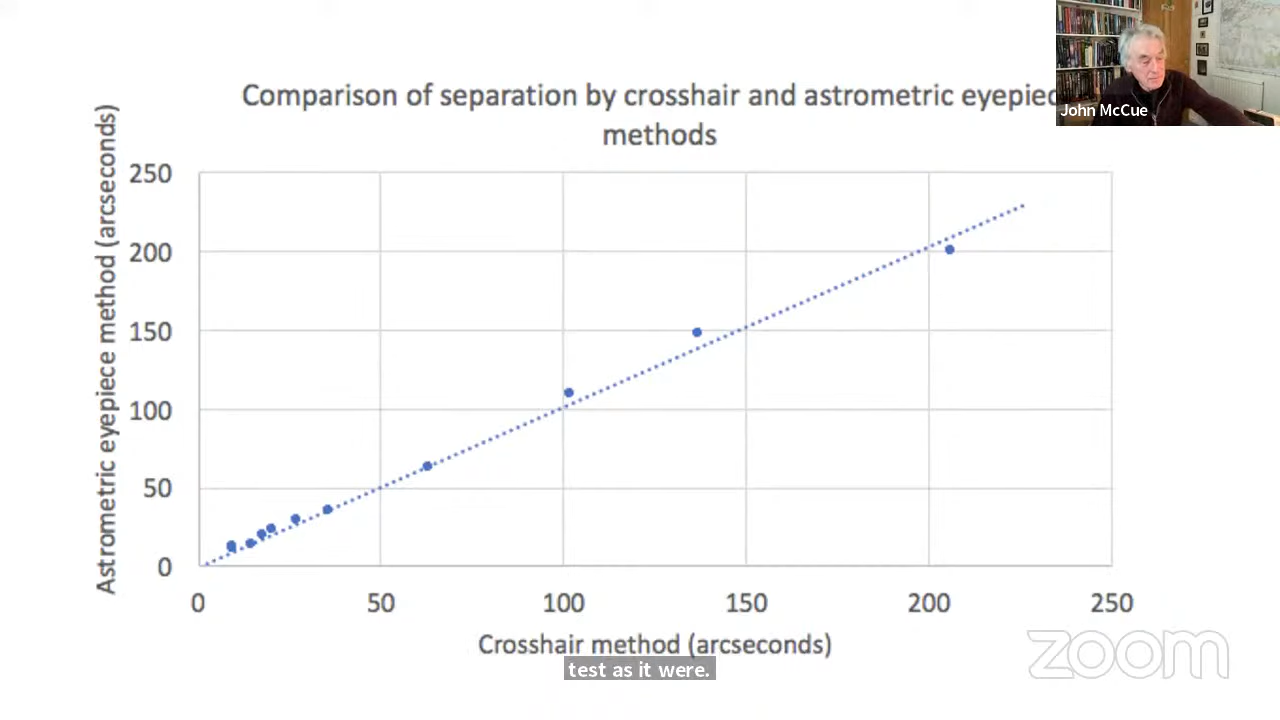 Comparison of separation by crosshair and astrometric eyepiec
methods
John McCue
Astrometric eyepiece method (arcseconds)
250
200
150
100
50
0
0 50 100 150 200 250
Crosshair method (arcseconds)
test as it were.
zoom